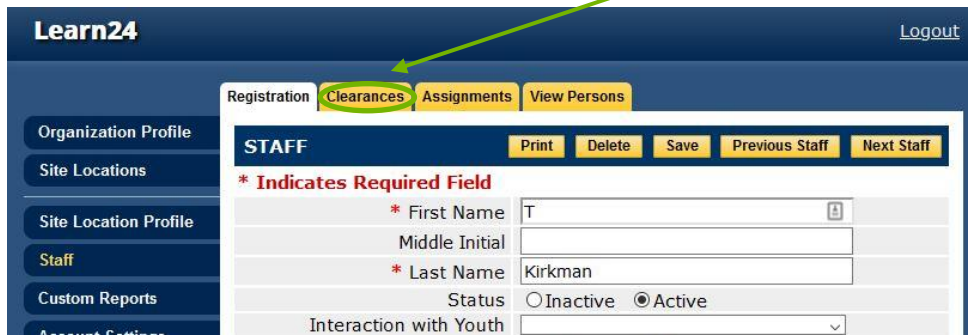 Learn24
Logout
Registration Clearances Assignments View Persons
Organization Profile
Site Locations
Site Location Profile
Staff
Custom Reports
Account Settings
STAFF Print Delete Save Previous Staff Next Staff
* Indicates Required Field
* First Name T
Middle Initial
* Last Name Kirkman
Status Inactive Active
Interaction with Youth